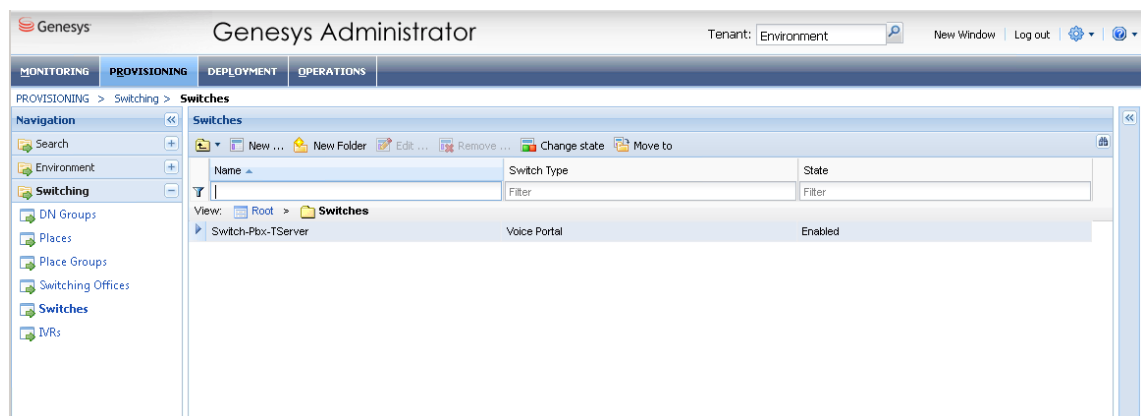 Genesys
Genesys Administrator
Tenant: Environment
New Window | Log out
MONITORING PROVISIONING DEPLOYMENT OPERATIONS
PROVISIONING > Switching > Switches
Navigation
Switches
Search
New ... New Folder Edit ... Remove ... Change state Move to
Environment
Name Switch Type State
Switching
Filter Filter
DN Groups
View: Root > Switches
Switch-Pbx-TServer Voice Portal Enabled
Places
Place Groups
Switching Offices
Switches
IVRs